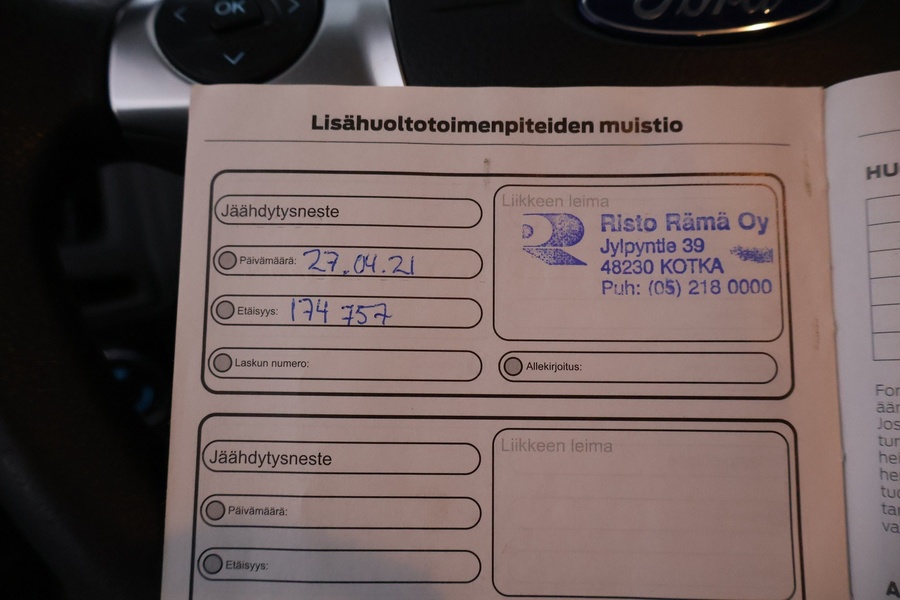 OK
Ford
Lisähuoltotoimenpiteiden muistio
Jäähdytysneste
Päivämäärä: 27.04.21
Etäisyys: 174 757
Laskun numero:
Liikkeen leima
Risto Rämä Oy
Jylpyntie 39
48230 KOTKA
Puh: (05) 218 0000
Allekirjoitus:
Jäähdytysneste
Päivämäärä:
Etäisyys:
Liikkeen leima